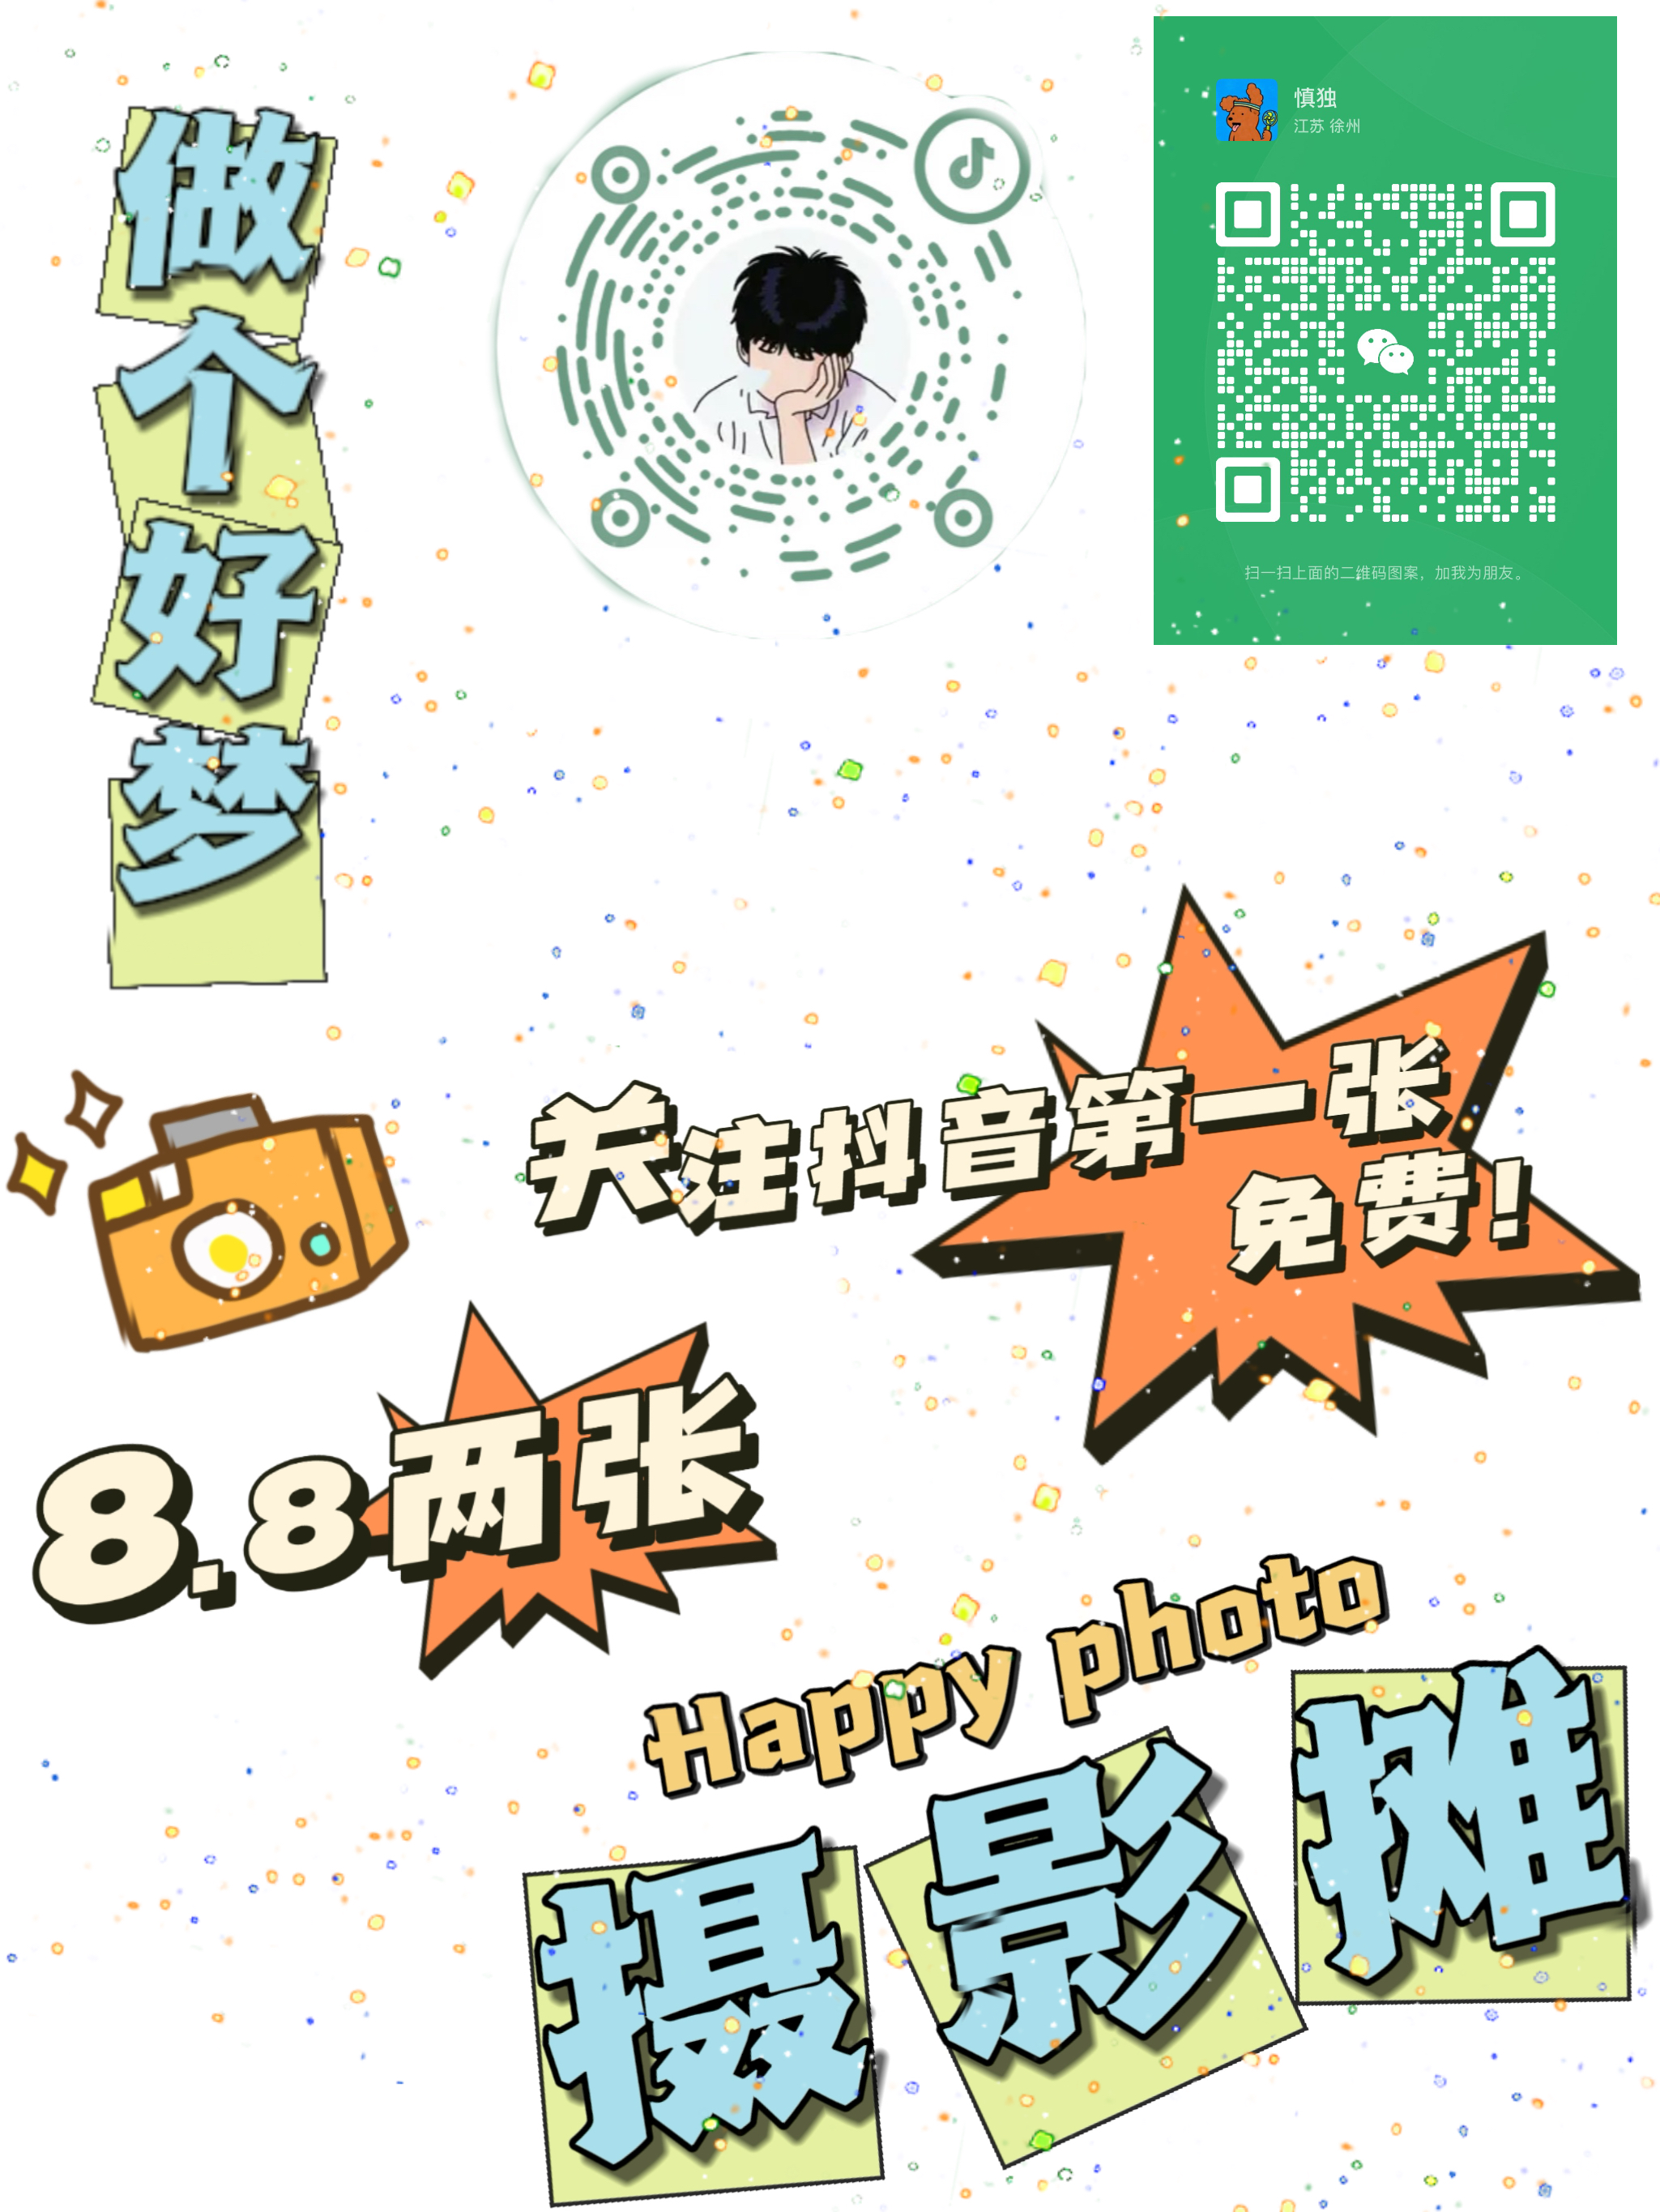 做个好梦
慎独
江苏 徐州
扫一扫上面的二维码图案，加我为朋友。
关注抖音第一张
免费！
8.8两张
Happy photo
摄影摊